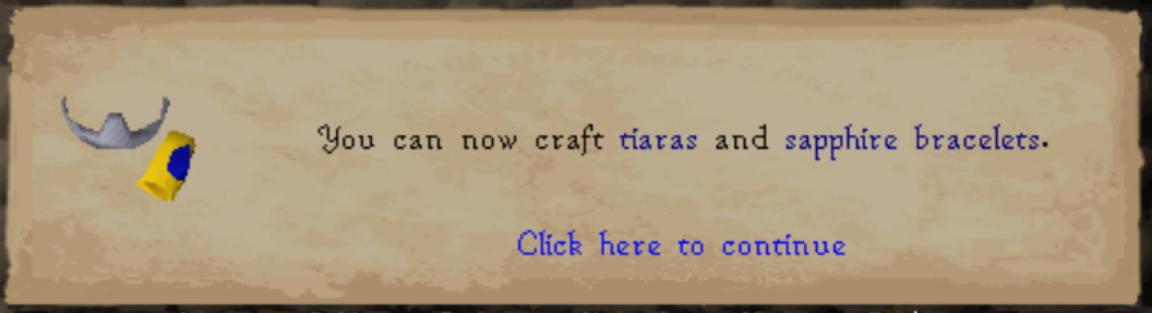 You can now craft tiaras and sapphire bracelets.
Click here to continue